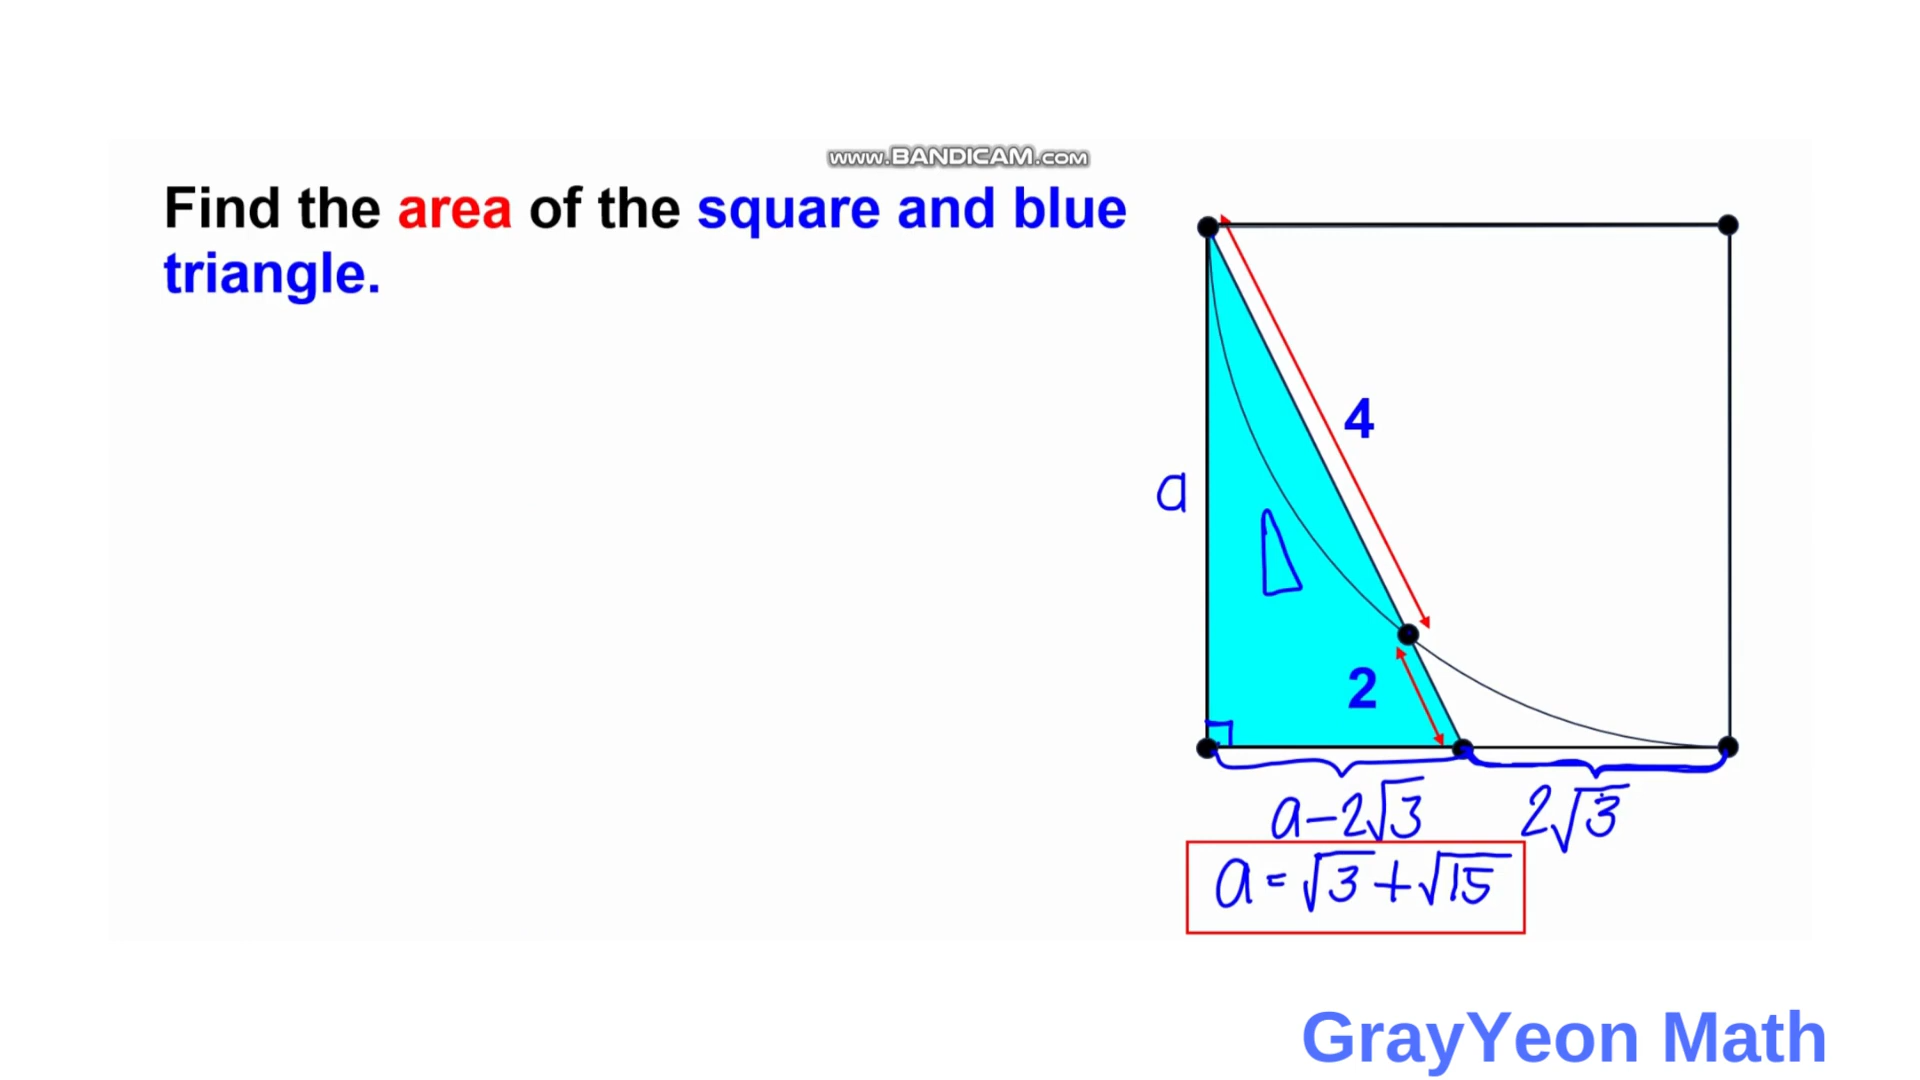 www.BANDICAM.com
Find the area of the square and blue
triangle.
4
a
2
a-2√3 2√3
a=√3+√15
GrayYeon Math